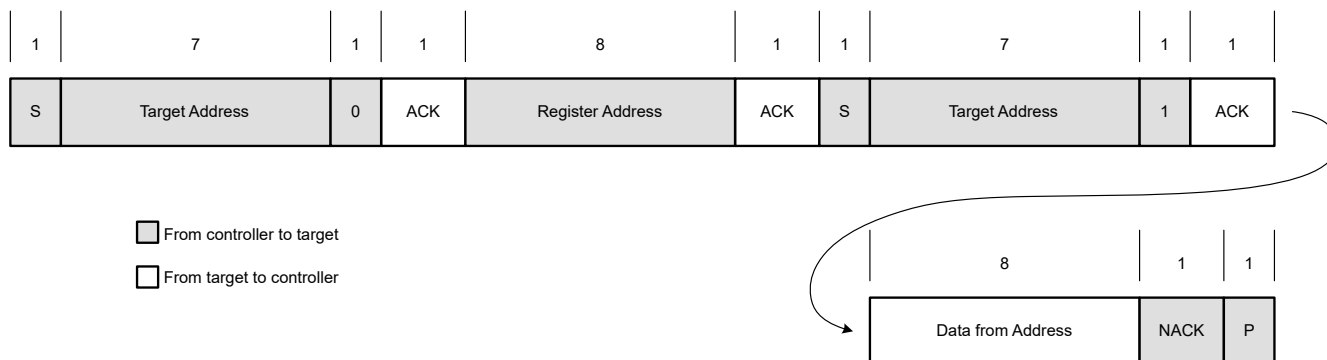 1 7 1 1 8 1 1 7 1 1
S Target Address 0 ACK Register Address ACK S Target Address 1 ACK
From controller to target
From target to controller
8 1 1
Data from Address NACK P